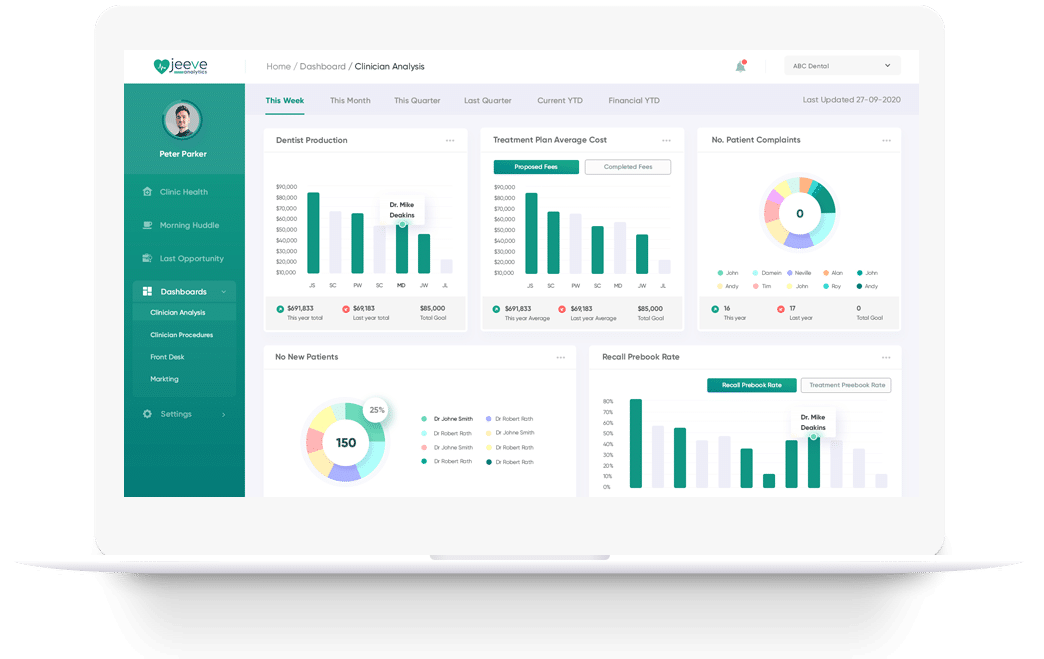 jeeve
analytics
Home / Dashboard / Clinician Analysis
ABC Dental
Peter Parker
Clinic Health
Morning Huddle
Last Opportunity
Dashboards
Clinician Analysis
Clinician Procedures
Front Desk
Markting
Settings
This Week This Month This Quarter Last Quarter Current YTD Financial YTD Last Updated 27-09-2020
Dentist Production
$90,000
$80,000
$70,000
$60,000
$50,000
$40,000
$30,000
$20,000
$10,000
Dr. Mike
Deakins
JS SC PW SC MD JW JL
$691,833 $69,183 $85,000
This year total Last year total Total Goal
Treatment Plan Average Cost
Proposed Fees Completed Fees
$90,000
$80,000
$70,000
$60,000
$50,000
$40,000
$30,000
$20,000
$10,000
JS SC PW SC MD JW JL
$691,833 $69,183 $85,000
This year Average Last year Average Total Goal
No. Patient Complaints
0
John Domein Neville Alan John
Andy Tim John Roy Andy
16 17 0
This year Last year Total Goal
No New Patients
25%
150
Dr Johne Smith Dr Robert Rath
Dr Robert Rath Dr Johne Smith
Dr Johne Smith Dr Robert Rath
Dr Robert Rath Dr Robert Rath
Recall Prebook Rate
Recall Prebook Rate Treatment Preebook Rate
80%
70%
60%
50%
40%
30%
20%
10%
0%
Dr. Mike
Deakins